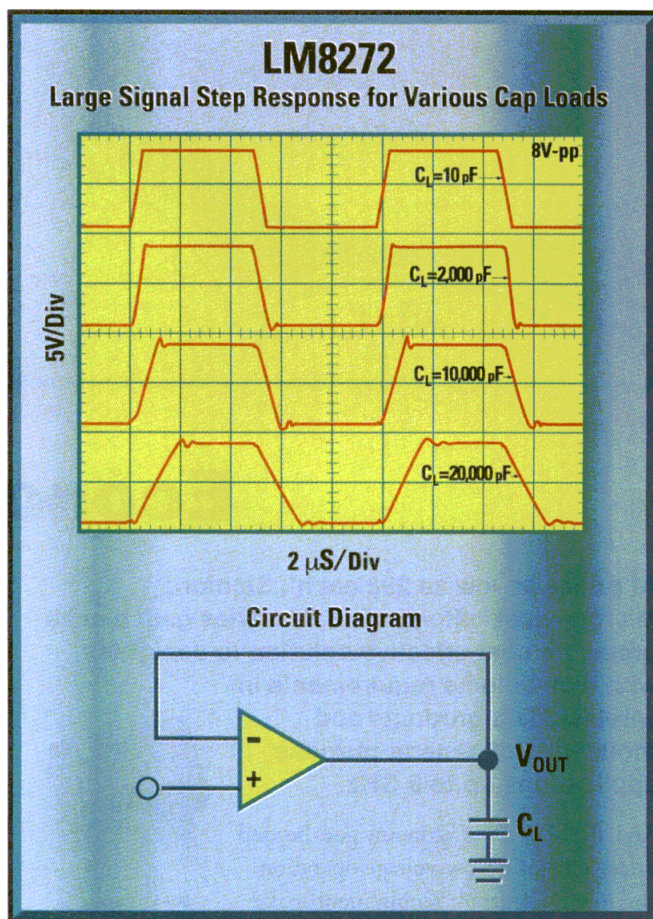 LM8272
Large Signal Step Response for Various Cap Loads
8V-pp
CL=10 pF
CL=2,000 pF
5V/Div
CL=10,000 pF
CL=20,000 pF
2 µS/Div
Circuit Diagram
-
+
VOUT
CL